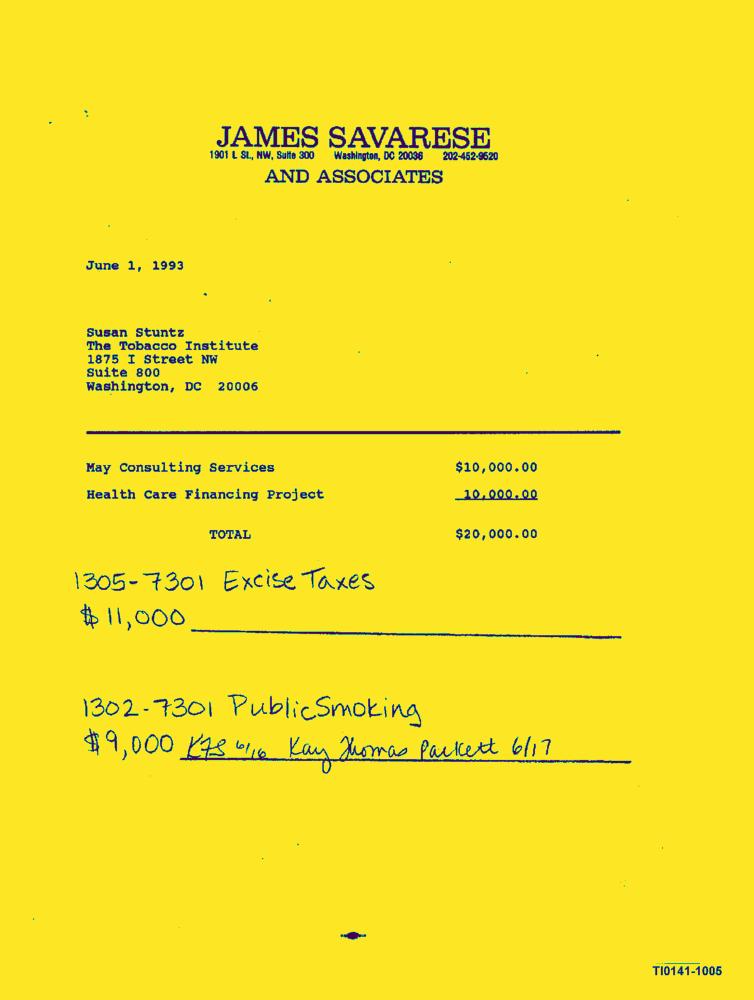 JAMES SAVARESE
1901 L St., NW, Suite 300 Washington, DC 20036 202-452-9520
AND ASSOCIATES
June 1, 1993
Susan Stuntz
The Tobacco Institute
1875 I Street NW
Suite 800
Washington, DC 20006
May Consulting Services $10,000.00
Health Care Financing Project 10,000.00
TOTAL $20,000.00
1305-7301 Excise Taxes
$11,000
1302-7301 Public Smoking
$9,000 6/16 Kay Thomas Packett 6/17
TI0141-1005